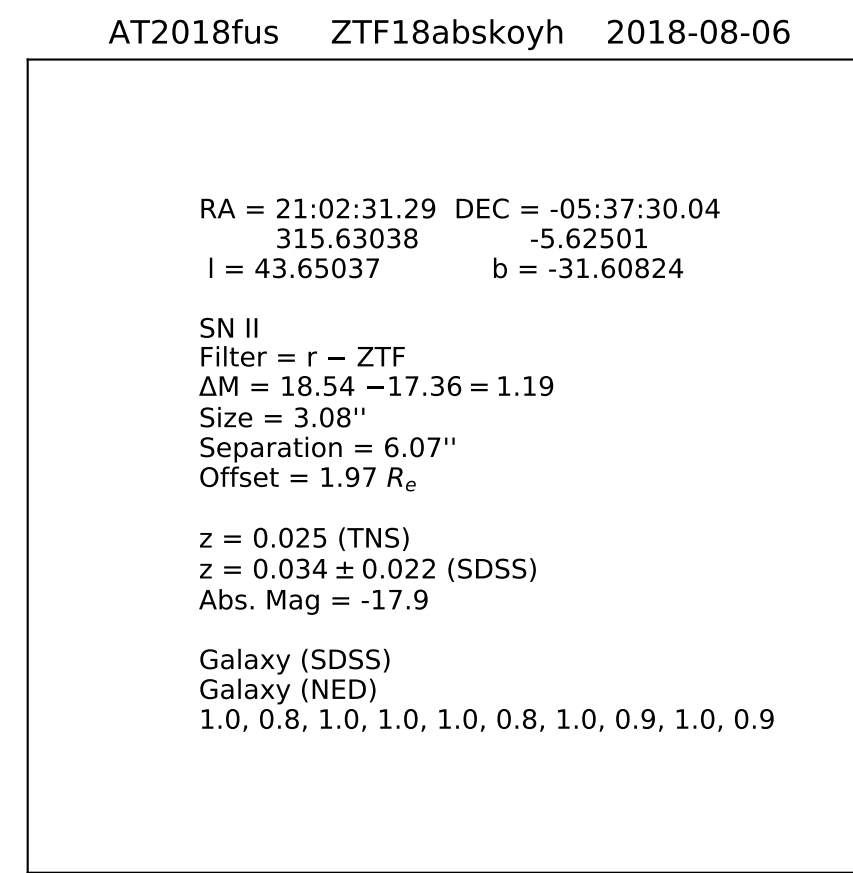 AT2018fus ZTF18abskoyh 2018-08-06
RA = 21:02:31.29 DEC = -05:37:30.04
315.63038 -5.62501
l = 43.65037 b = -31.60824
SN II
Filter = r − ZTF
ΔM = 18.54 −17.36 = 1.19
Size = 3.08''
Separation = 6.07''
Offset = 1.97 Rₑ
z = 0.025 (TNS)
z = 0.034 ± 0.022 (SDSS)
Abs. Mag = -17.9
Galaxy (SDSS)
Galaxy (NED)
1.0, 0.8, 1.0, 1.0, 1.0, 0.8, 1.0, 0.9, 1.0, 0.9